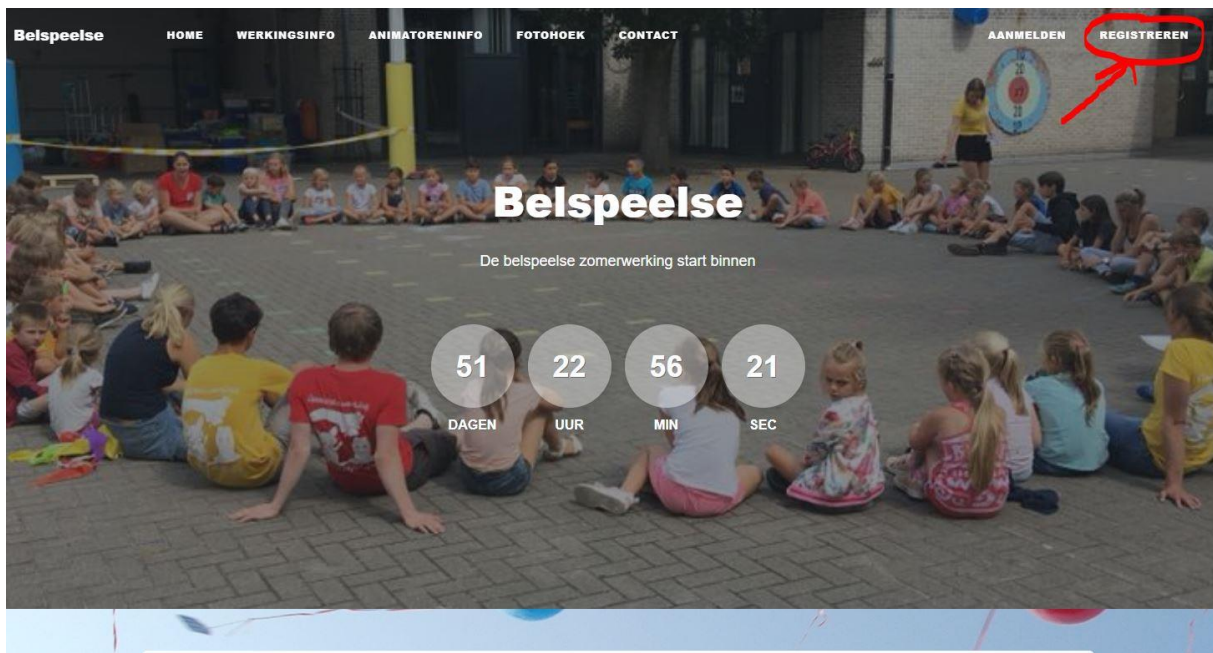 Belspeelse HOME WERKINGSINFO ANIMATORENINFO FOTOHOEK CONTACT AANMELDEN REGISTREREN
Belspeelse
De belspeelse zomerwerking start binnen
51 22 56 21
DAGEN UUR MIN SEC